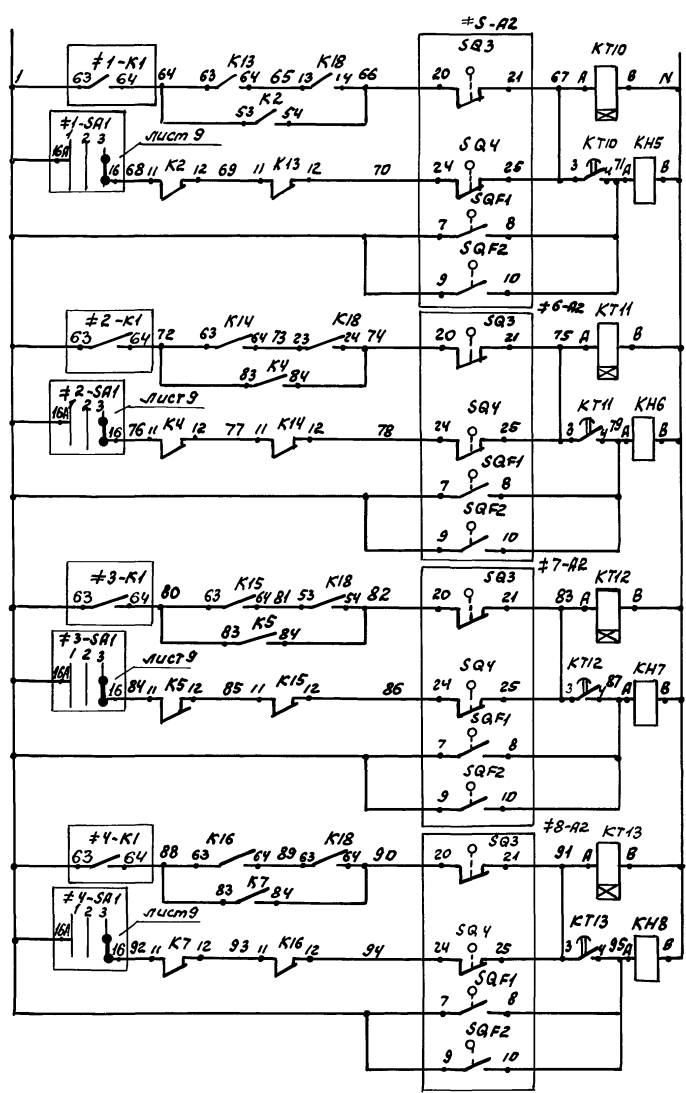 ≠5-A2
SQ3 KT10
1 ≠1-K1 63 64 64 63 K13 64 65 13 K18 14 66 20 21 67 A B N
53 K2 54
≠1-SA1
1 2 3 лист 9
16A 16 68 11 K2 12 69 11 K13 12 70 24 SQ4 25 3 KT10 4 71 A KH5 B
SQF1
7 8
SQF2
9 10
≠6-A2
≠2-K1 K14 K18 SQ3 KT11
63 64 72 63 64 73 23 24 74 20 21 75 A B
83 K4 84
≠2-SA1
1 2 3 лист 9
16A 16 76 11 K4 12 77 11 K14 12 78 24 SQ4 25 3 KT11 4 79 A KH6 B
SQF1
7 8
SQF2
9 10
≠7-A2
≠3-K1 K15 K18 SQ3 KT12
63 64 80 63 64 81 53 54 82 20 21 83 A B
83 K5 84
≠3-SA1
1 2 3 лист 9
16A 16 84 11 K5 12 85 11 K15 12 86 24 SQ4 25 3 KT12 4 87 A KH7 B
SQF1
7 8
SQF2
9 10
≠8-A2
≠4-K1 K16 K18 SQ3 KT13
63 64 88 63 64 89 63 64 90 20 21 91 A B
83 K7 84
≠4-SA1
1 2 3 лист 9
16A 16 92 11 K7 12 93 11 K16 12 94 24 SQ4 25 3 KT13 4 95 A KH8 B
SQF1
7 8
SQF2
9 10